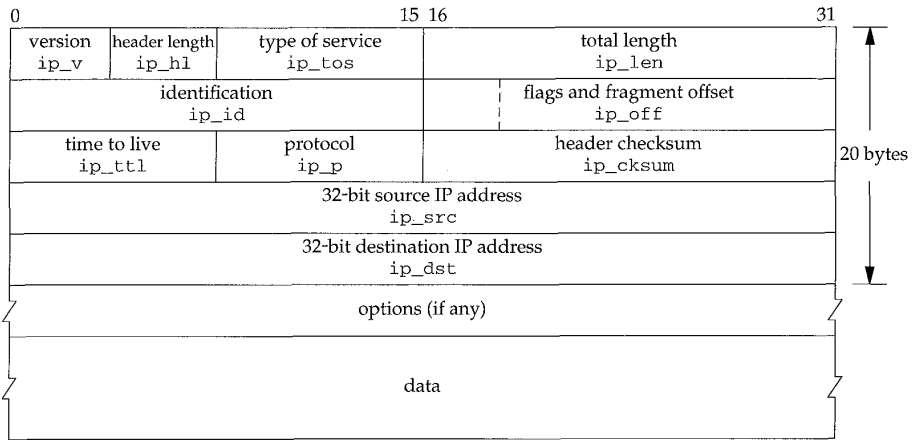 0 15 16 31
version header length type of service total length
ip_v ip_hl ip_tos ip_len
identification flags and fragment offset
ip_id ip_off
time to live protocol header checksum
ip_ttl ip_p ip_cksum
20 bytes
32-bit source IP address
ip_src
32-bit destination IP address
ip_dst
options (if any)
data